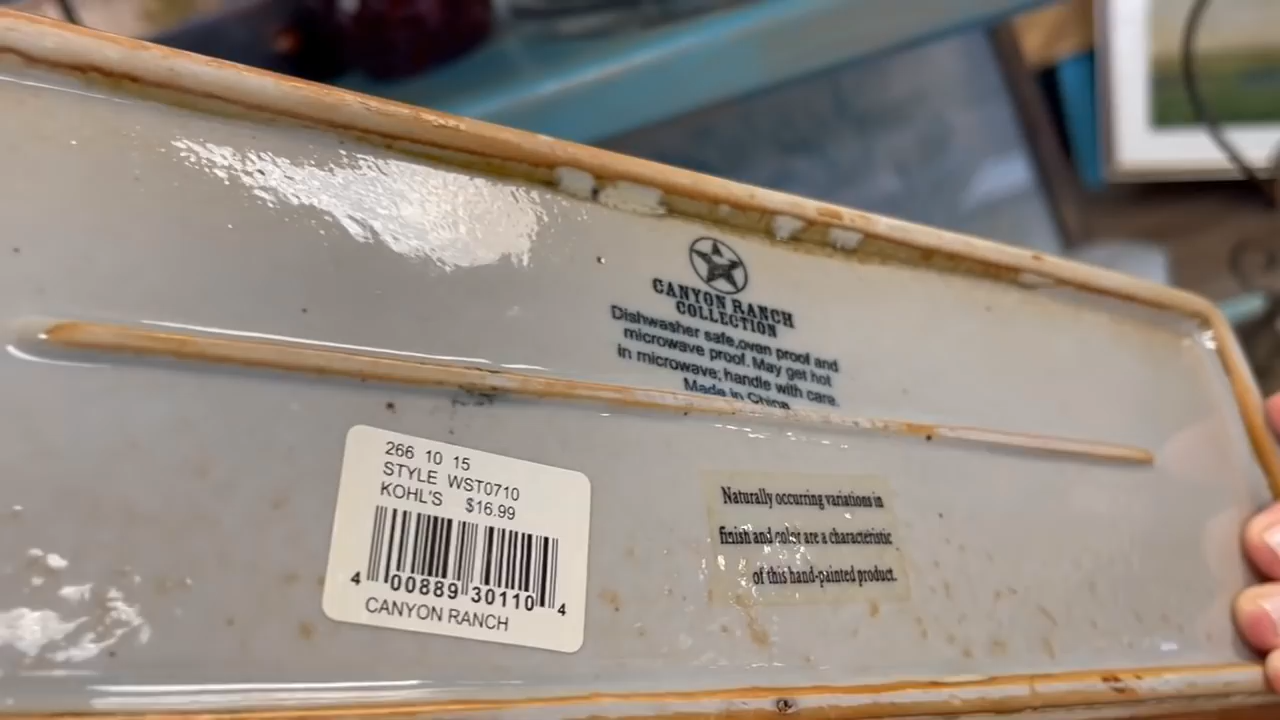 CANYON RANCH
COLLECTION
Dishwasher safe,oven proof and
microwave proof. May get hot
in microwave; handle with care.
Made in China
266 10 15
STYLE WST0710
KOHL'S $16.99
4 00889 30110 4
CANYON RANCH
Naturally occurring variations in
finish and color are a characteristic
of this hand-painted product.